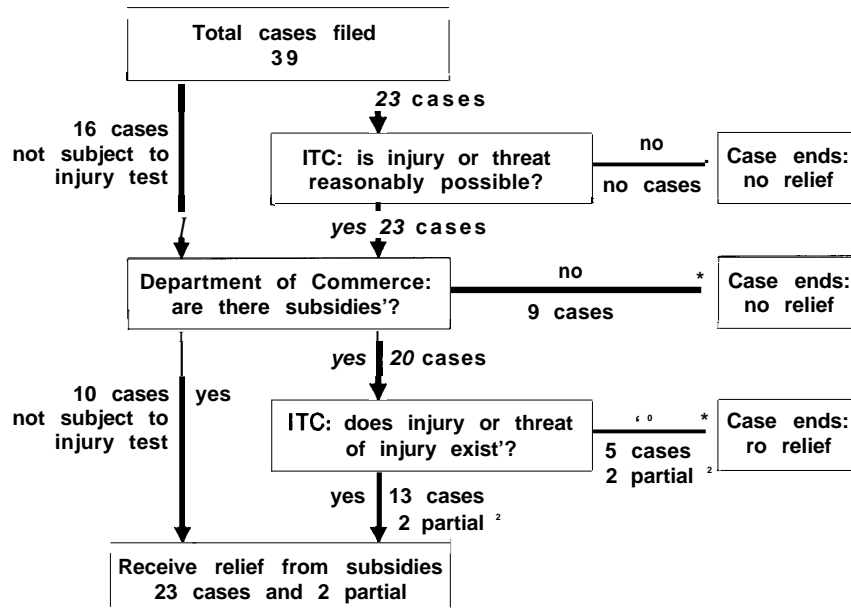 Total cases filed
39
23 cases
16 cases
not subject to
injury test
ITC: is injury or threat
reasonably possible?
no
no cases
Case ends:
no relief
yes 23 cases
Department of Commerce:
are there subsidies'?
no
9 cases
*
Case ends:
no relief
yes 20 cases
10 cases
not subject to
injury test
yes
ITC: does injury or threat
of injury exist'?
‘ 0
*
5 cases
2 partial ²
Case ends:
ro relief
yes 13 cases
2 partial ²
Receive relief from subsidies
23 cases and 2 partial